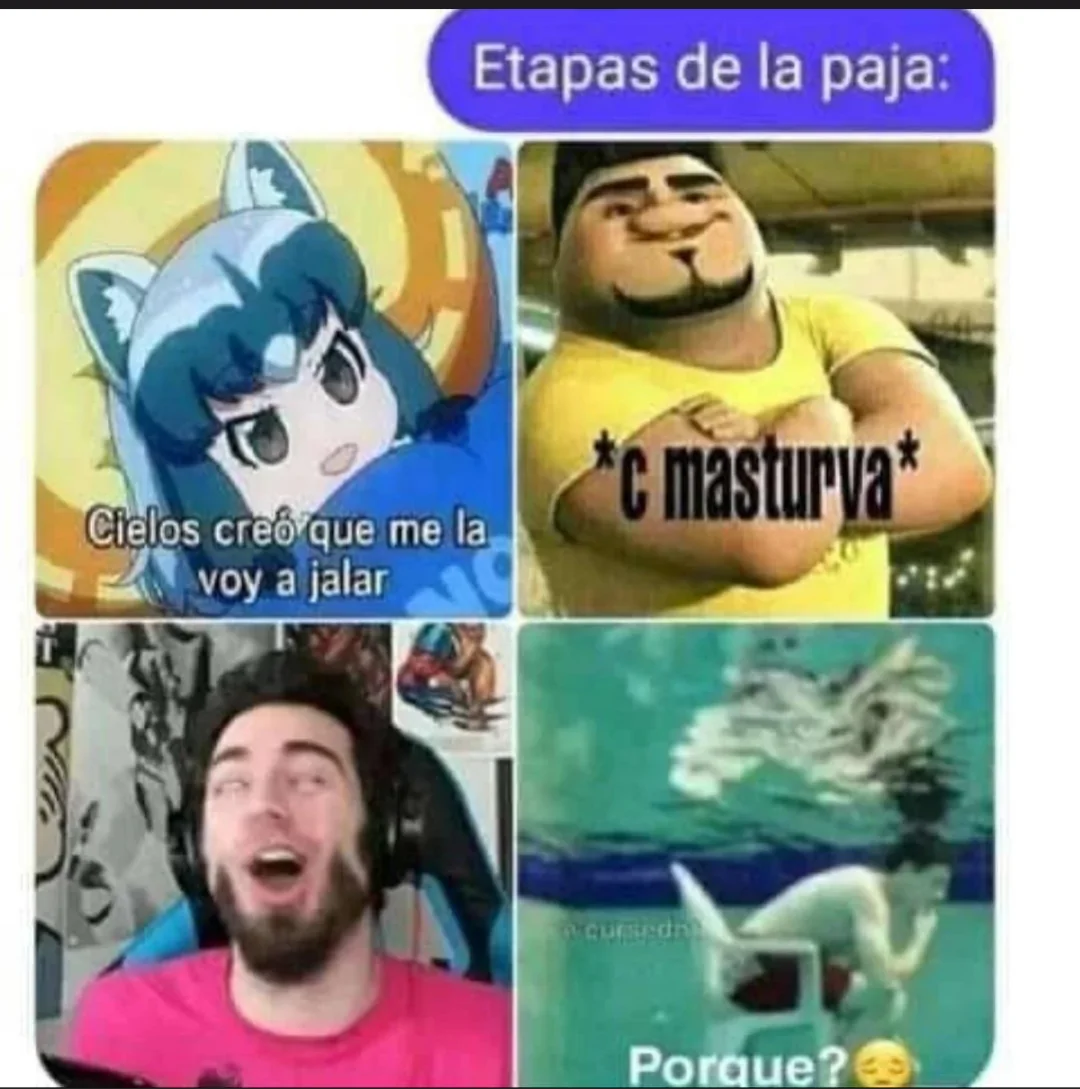 Etapas de la paja:
Cielos creó que me la
voy a jalar
*c masturva*
Porque?😔